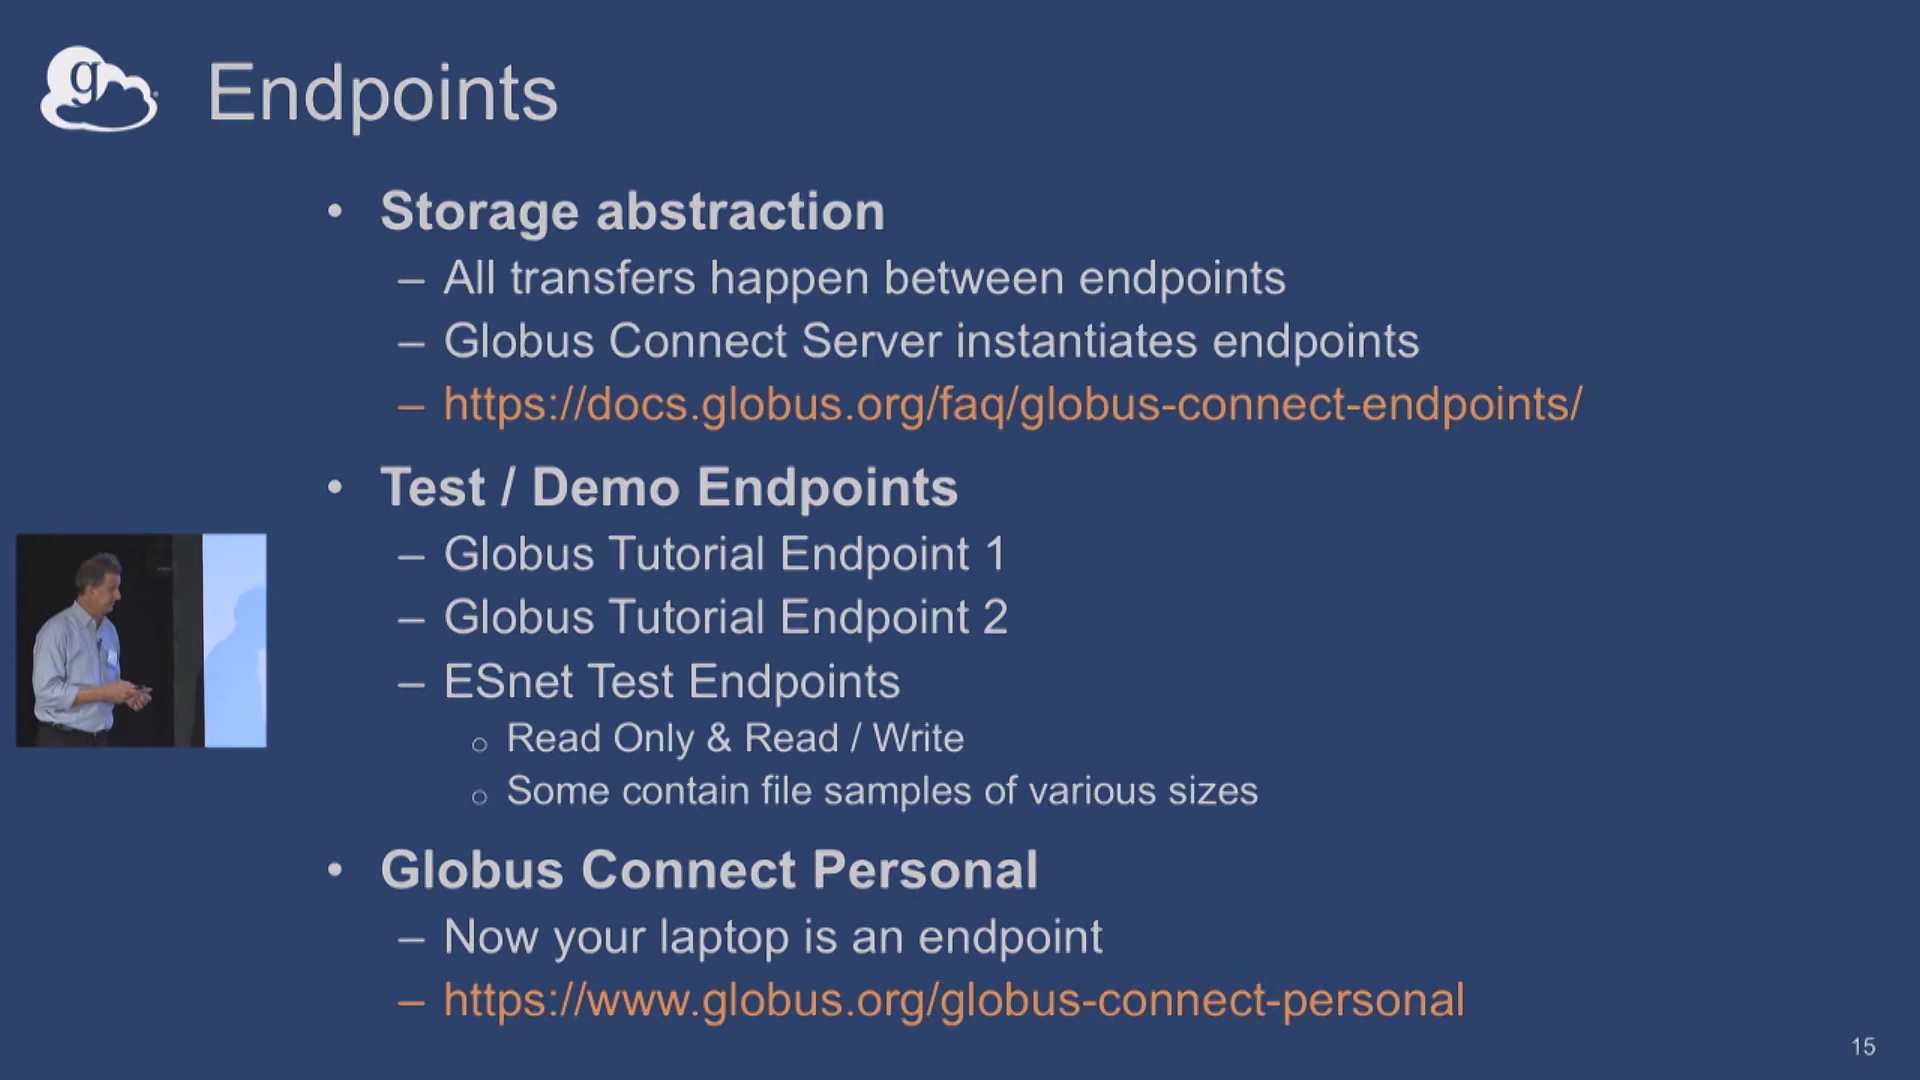 g
Endpoints
• Storage abstraction
– All transfers happen between endpoints
– Globus Connect Server instantiates endpoints
– https://docs.globus.org/faq/globus-connect-endpoints/
• Test / Demo Endpoints
– Globus Tutorial Endpoint 1
– Globus Tutorial Endpoint 2
– ESnet Test Endpoints
o Read Only & Read / Write
o Some contain file samples of various sizes
• Globus Connect Personal
– Now your laptop is an endpoint
– https://www.globus.org/globus-connect-personal
15